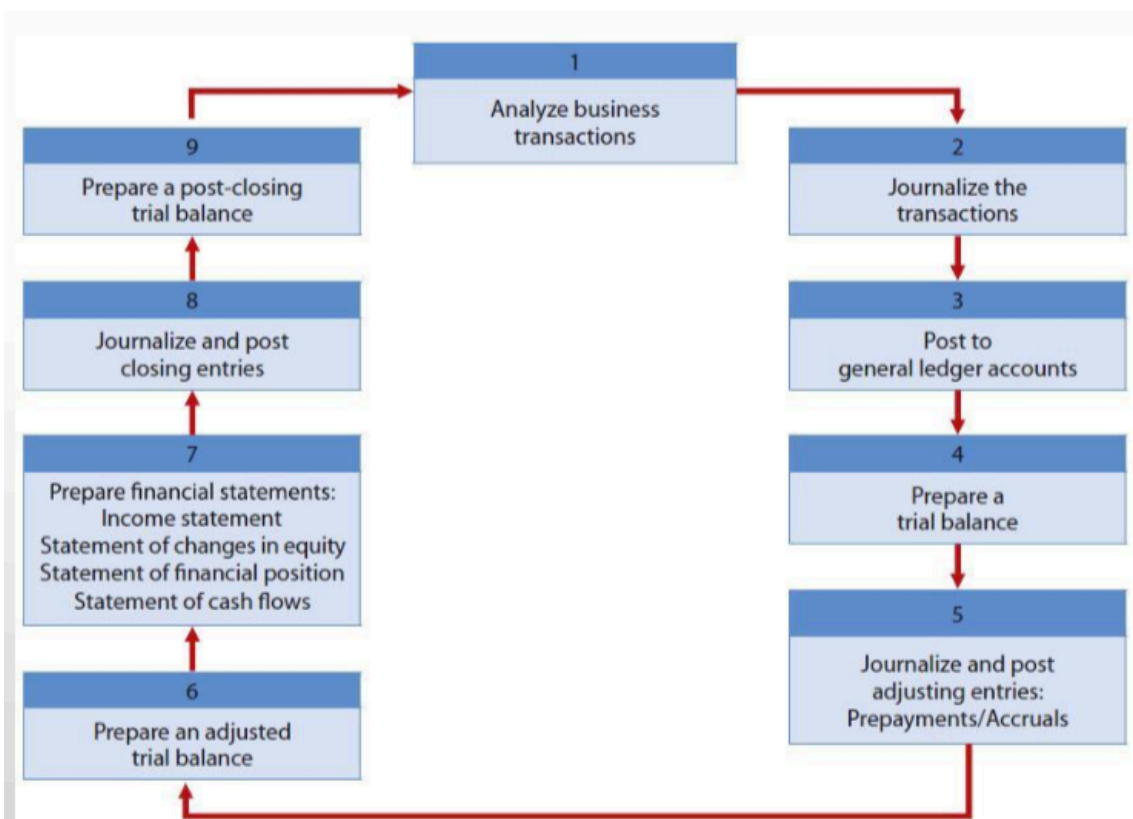 1
Analyze business
transactions
2
Journalize the
transactions
3
Post to
general ledger accounts
4
Prepare a
trial balance
5
Journalize and post
adjusting entries:
Prepayments/Accruals
6
Prepare an adjusted
trial balance
7
Prepare financial statements:
Income statement
Statement of changes in equity
Statement of financial position
Statement of cash flows
8
Journalize and post
closing entries
9
Prepare a post-closing
trial balance